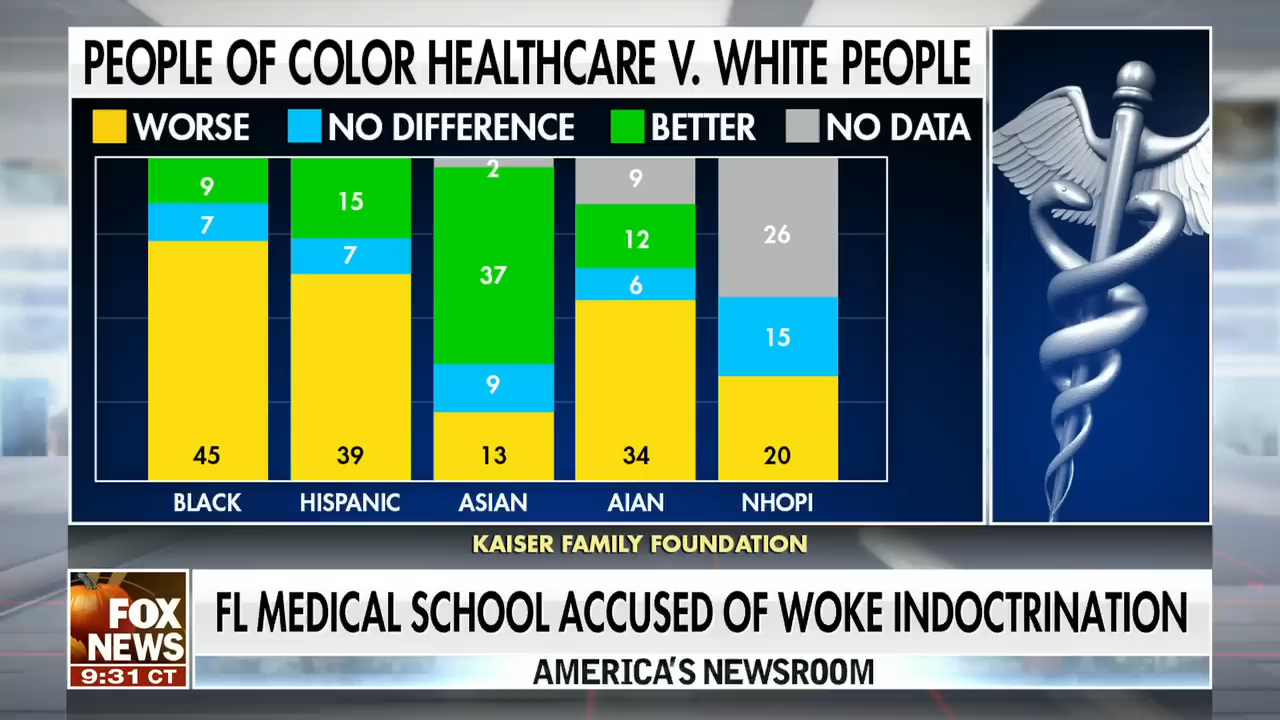 PEOPLE OF COLOR HEALTHCARE V. WHITE PEOPLE
WORSE NO DIFFERENCE BETTER NO DATA
9 15 2 9 26
7 7 37 12 15
45 39 9 6 20
13 34
BLACK HISPANIC ASIAN AIAN NHOPI
KAISER FAMILY FOUNDATION
FOX
NEWS
9:31 CT
FL MEDICAL SCHOOL ACCUSED OF WOKE INDOCTRINATION
AMERICA'S NEWSROOM